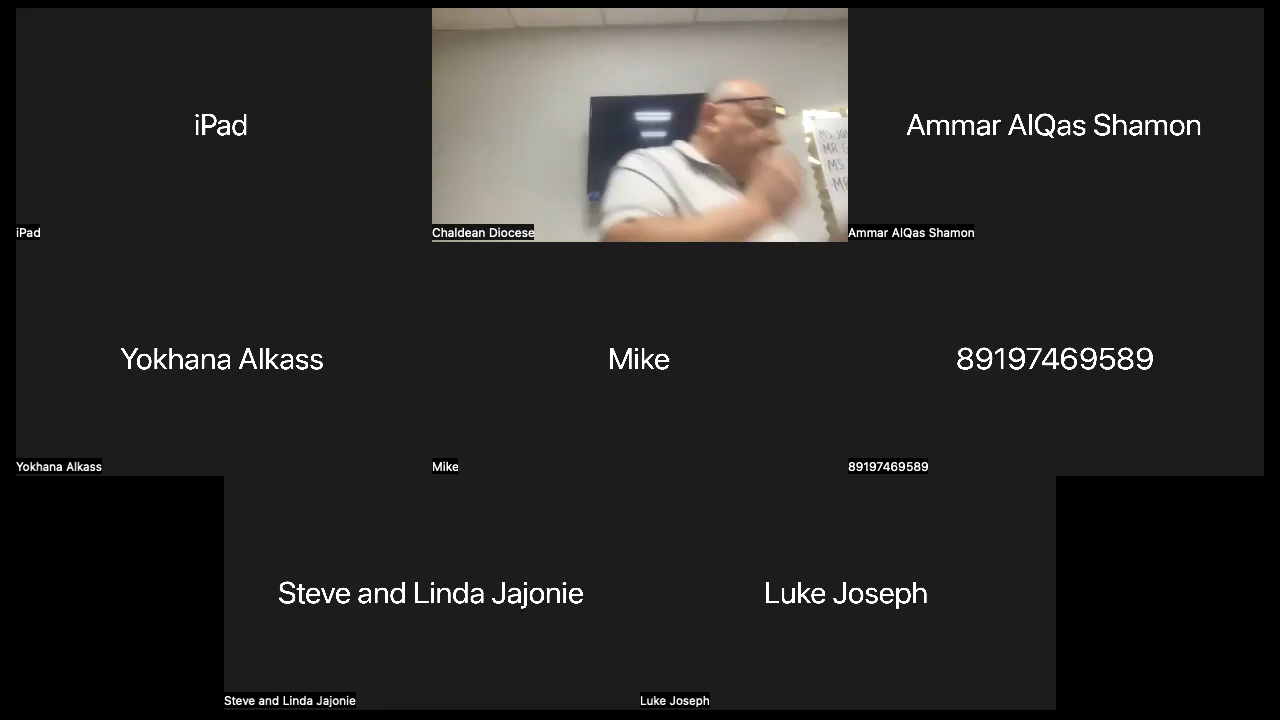 iPad
Ammar AlQas Shamon
iPad
Chaldean Diocese
Ammar AlQas Shamon
Yokhana Alkass
Mike
89197469589
Yokhana Alkass
Mike
89197469589
Steve and Linda Jajonie
Luke Joseph
Steve and Linda Jajonie
Luke Joseph